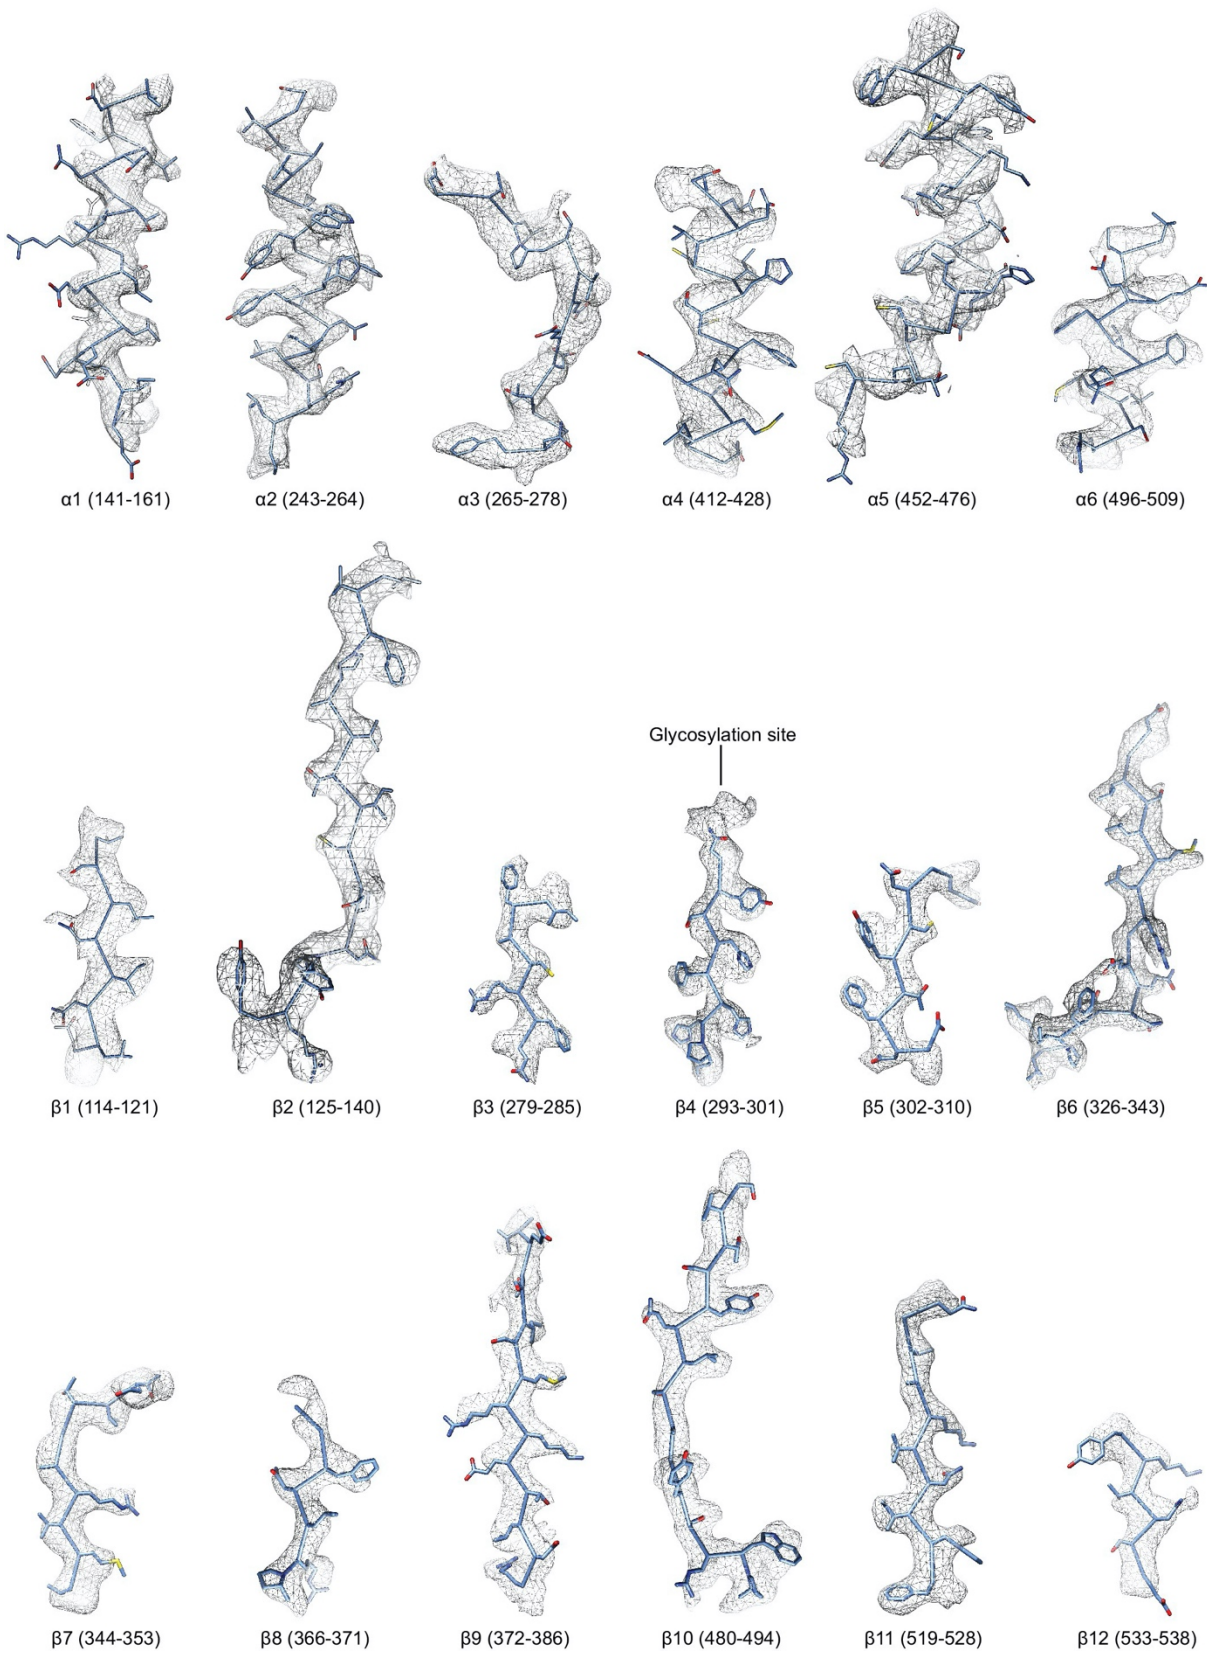 α1 (141-161) α2 (243-264) α3 (265-278) α4 (412-428) α5 (452-476) α6 (496-509)
Glycosylation site
β1 (114-121) β2 (125-140) β3 (279-285) β4 (293-301) β5 (302-310) β6 (326-343)
β7 (344-353) β8 (366-371) β9 (372-386) β10 (480-494) β11 (519-528) β12 (533-538)